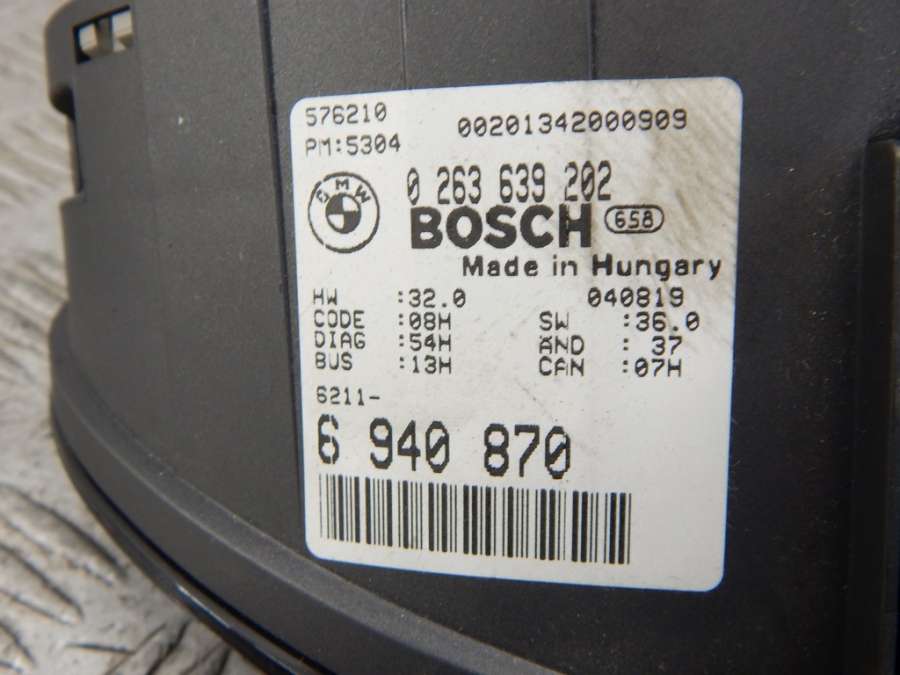 576210 00201342000909
PM:5304
BMW
0 263 639 202
BOSCH 658
Made in Hungary
HW :32.0 040819
CODE :08H SW :36.0
DIAG :54H ÄND : 37
BUS :13H CAN :07H
6211-
6 940 870